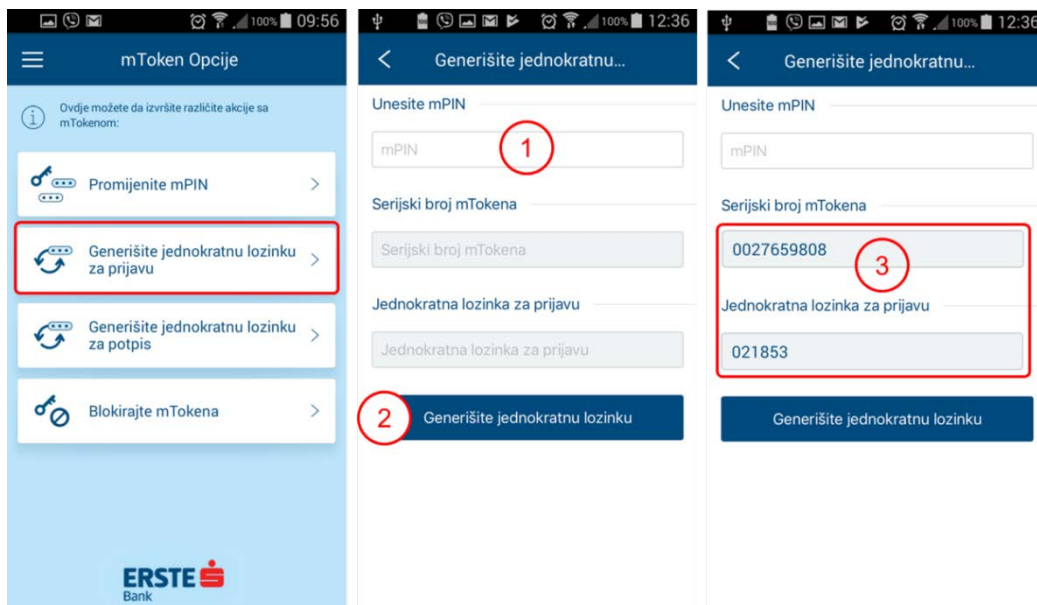 100% 09:56
mToken Opcije
Ovdje možete da izvršite različite akcije sa
mTokenom:
Promijenite mPIN
Generišite jednokratnu lozinku
za prijavu
Generišite jednokratnu lozinku
za potpis
Blokirajte mTokena
ERSTE
Bank
100% 12:36
Generišite jednokratnu...
Unesite mPIN
mPIN
1
Serijski broj mTokena
Serijski broj mTokena
Jednokratna lozinka za prijavu
Jednokratna lozinka za prijavu
2
Generišite jednokratnu lozinku
100% 12:36
Generišite jednokratnu...
Unesite mPIN
mPIN
Serijski broj mTokena
0027659808
3
Jednokratna lozinka za prijavu
021853
Generišite jednokratnu lozinku